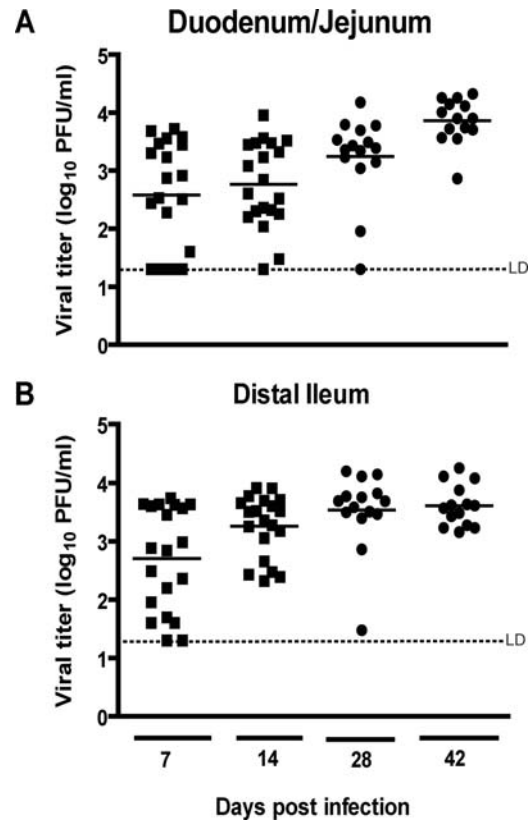 A Duodenum/Jejunum
Viral titer (log10 PFU/ml)
5
4
3
2
1
0
LD
B Distal Ileum
Viral titer (log10 PFU/ml)
5
4
3
2
1
0
LD
7 14 28 42
Days post infection